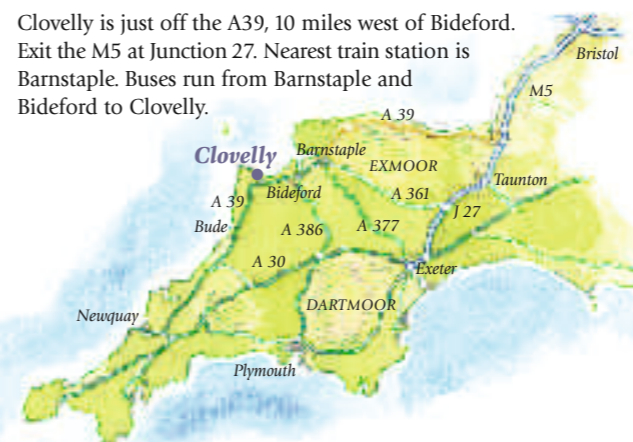 Clovelly is just off the A39, 10 miles west of Bideford.
Exit the M5 at Junction 27. Nearest train station is
Barnstaple. Buses run from Barnstaple and
Bideford to Clovelly.
Bristol
M5
A 39
Clovelly
Barnstaple
EXMOOR
Taunton
Bideford
A 361
A 39
J 27
Bude
A 386
A 377
A 30
Exeter
DARTMOOR
Newquay
Plymouth